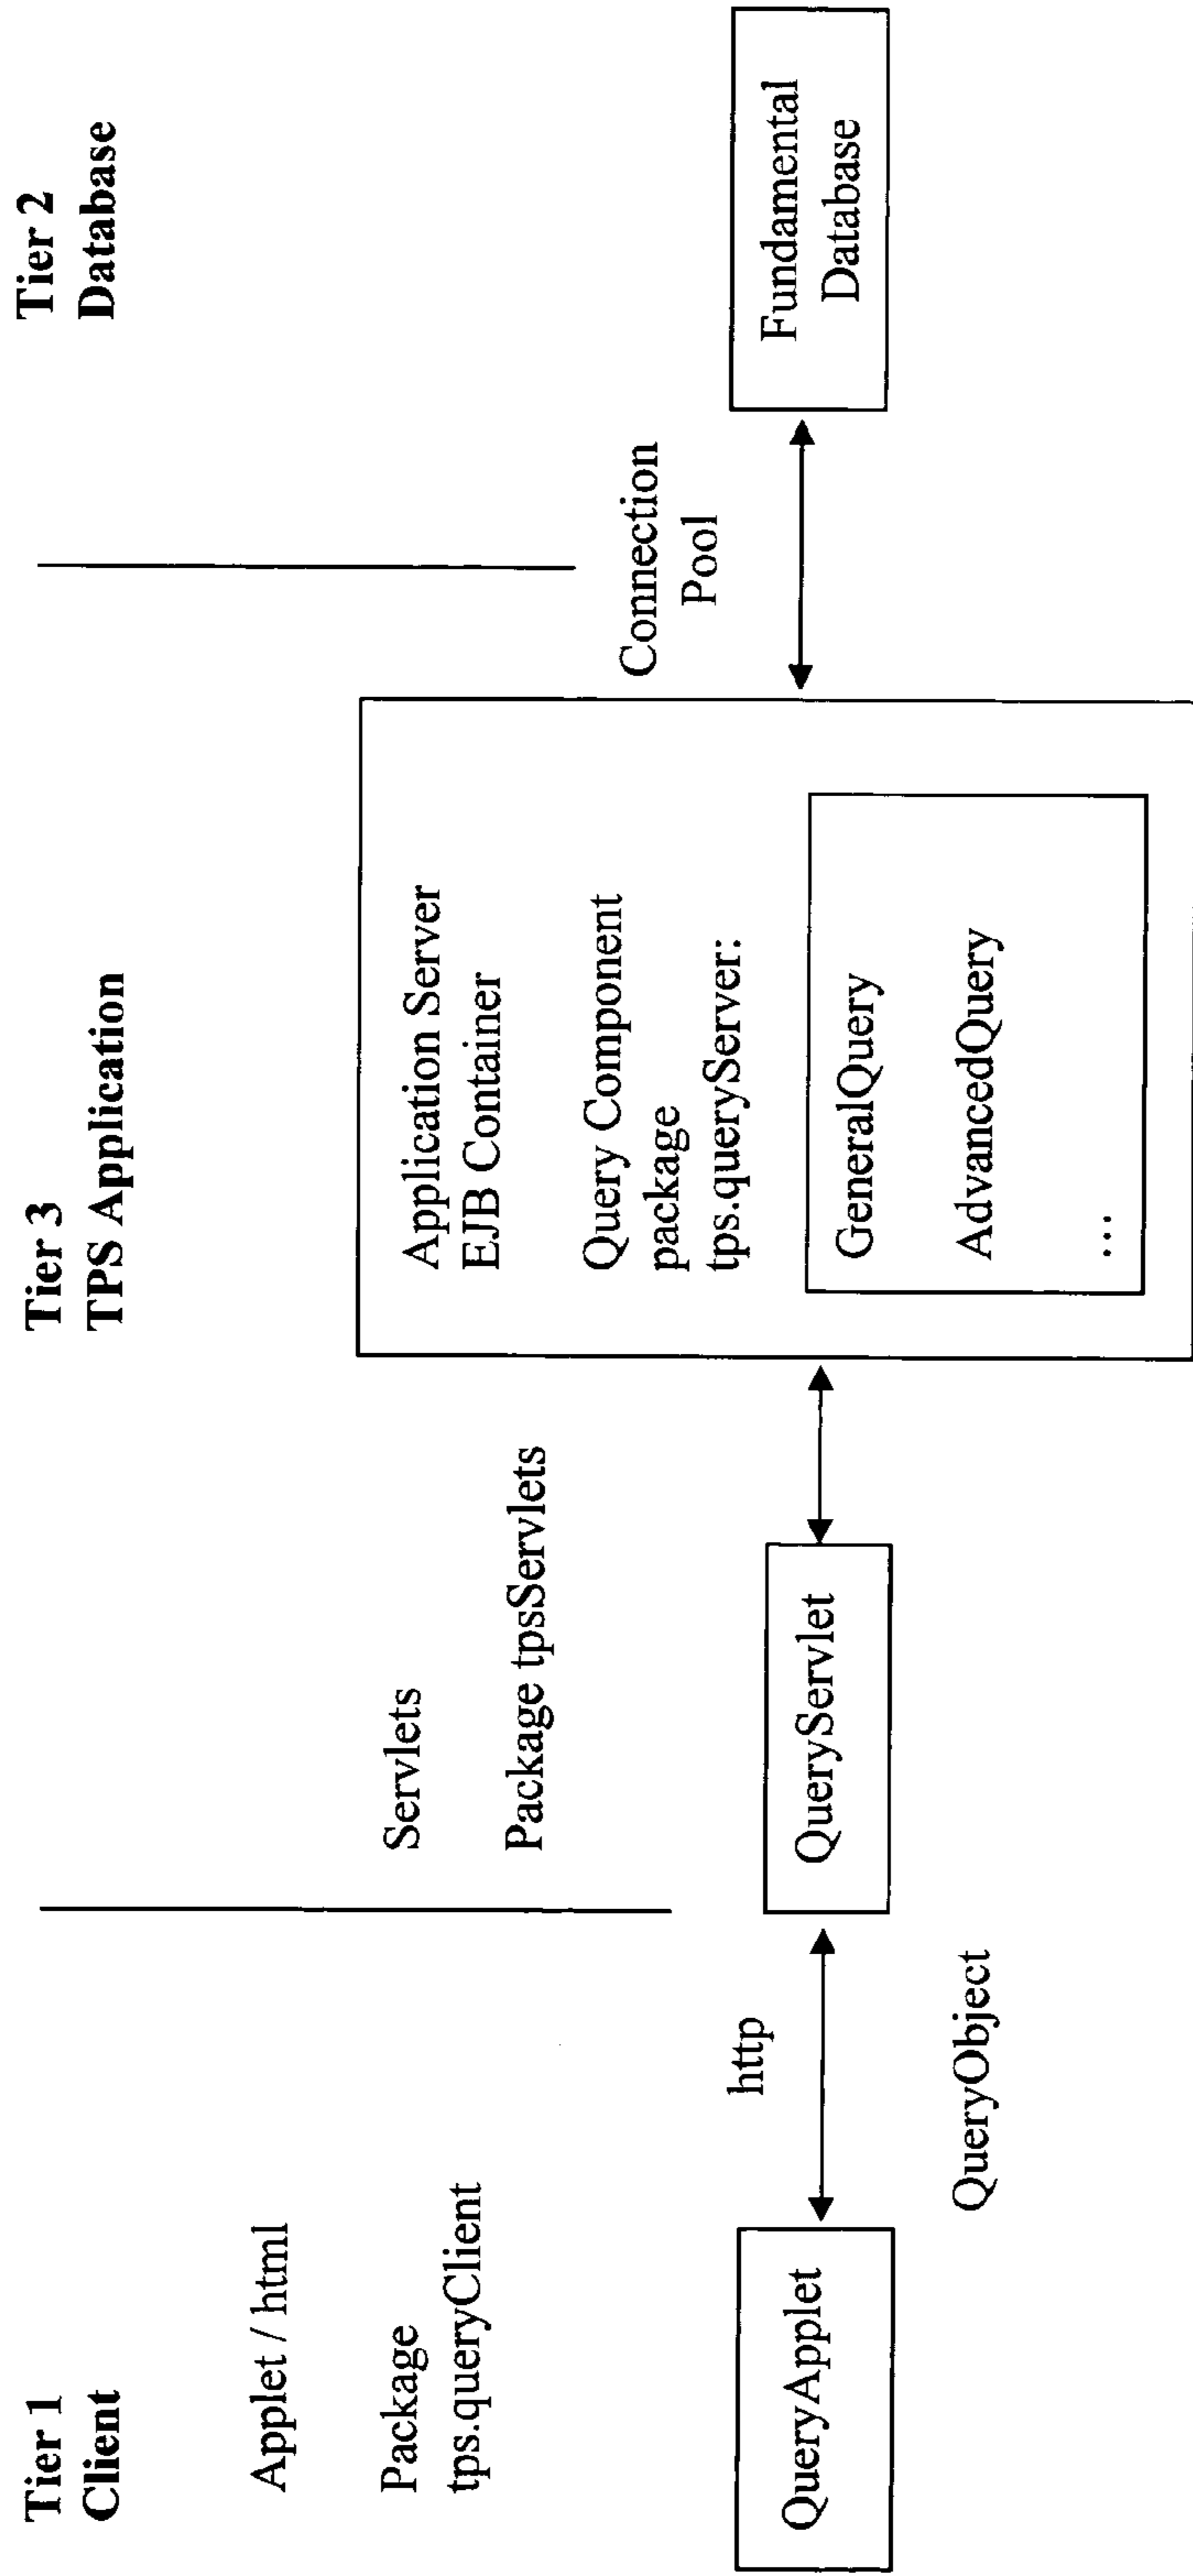 Tier 1
Client
Applet / html
Package
tps.queryClient
QueryApplet
http
QueryObject
Tier 3
TPS Application
Servlets
Package tpsServlets
QueryServlet
Application Server
EJB Container
Query Component
package
tps.queryServer:
GeneralQuery
AdvancedQuery
...
Connection
Pool
Tier 2
Database
Fundamental
Database